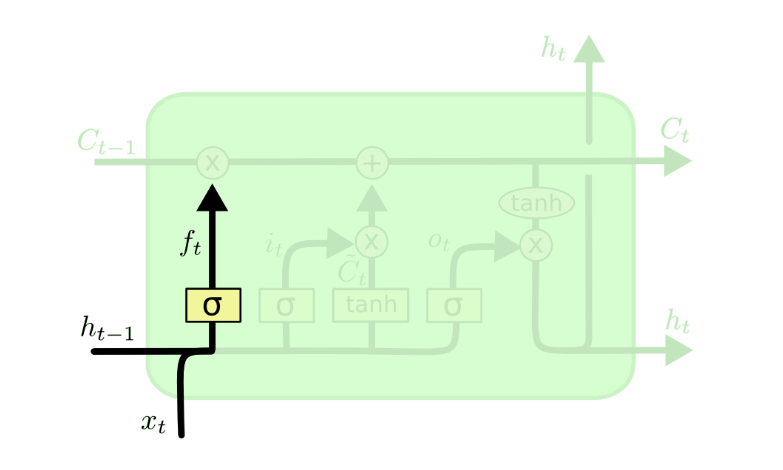 h_t
C_{t-1}
C_t
x
+
tanh
f_t
i_t
x
o_t
x
\tilde{C}_t
σ
σ
tanh
σ
h_{t-1}
h_t
x_t